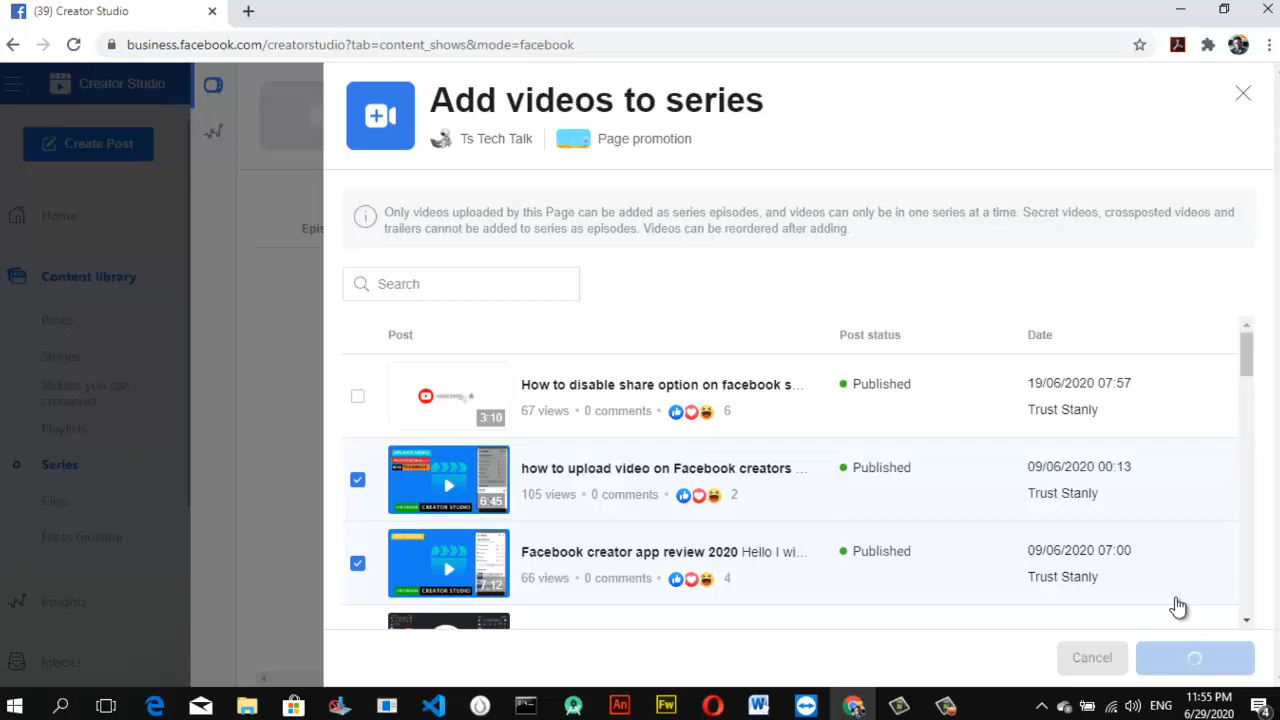 (39) Creator Studio
business.facebook.com/creatorstudio?tab=content_shows&mode=facebook
Creator Studio
Create Post
Home
Content library
Posts
Stories
Videos you can
crosspost
Playlists
Series
Clips
Posts timeline
Insights
Inbox
Epis
Add videos to series
Ts Tech Talk
Page promotion
Only videos uploaded by this Page can be added as series episodes, and videos can only be in one series at a time. Secret videos, crossposted videos and
trailers cannot be added to series as episodes. Videos can be reordered after adding.
Search
Post Post status Date
3:10
How to disable share option on facebook s...
67 views • 0 comments • 6
Published
19/06/2020 07:57
Trust Stanly
6:45
CREATOR STUDIO
how to upload video on Facebook creators ...
105 views • 0 comments • 2
Published
09/06/2020 00:13
Trust Stanly
7:12
CREATOR STUDIO
Facebook creator app review 2020 Hello I wi...
66 views • 0 comments • 4
Published
09/06/2020 07:00
Trust Stanly
Cancel
An
Fw
ENG
11:55 PM
6/29/2020
4